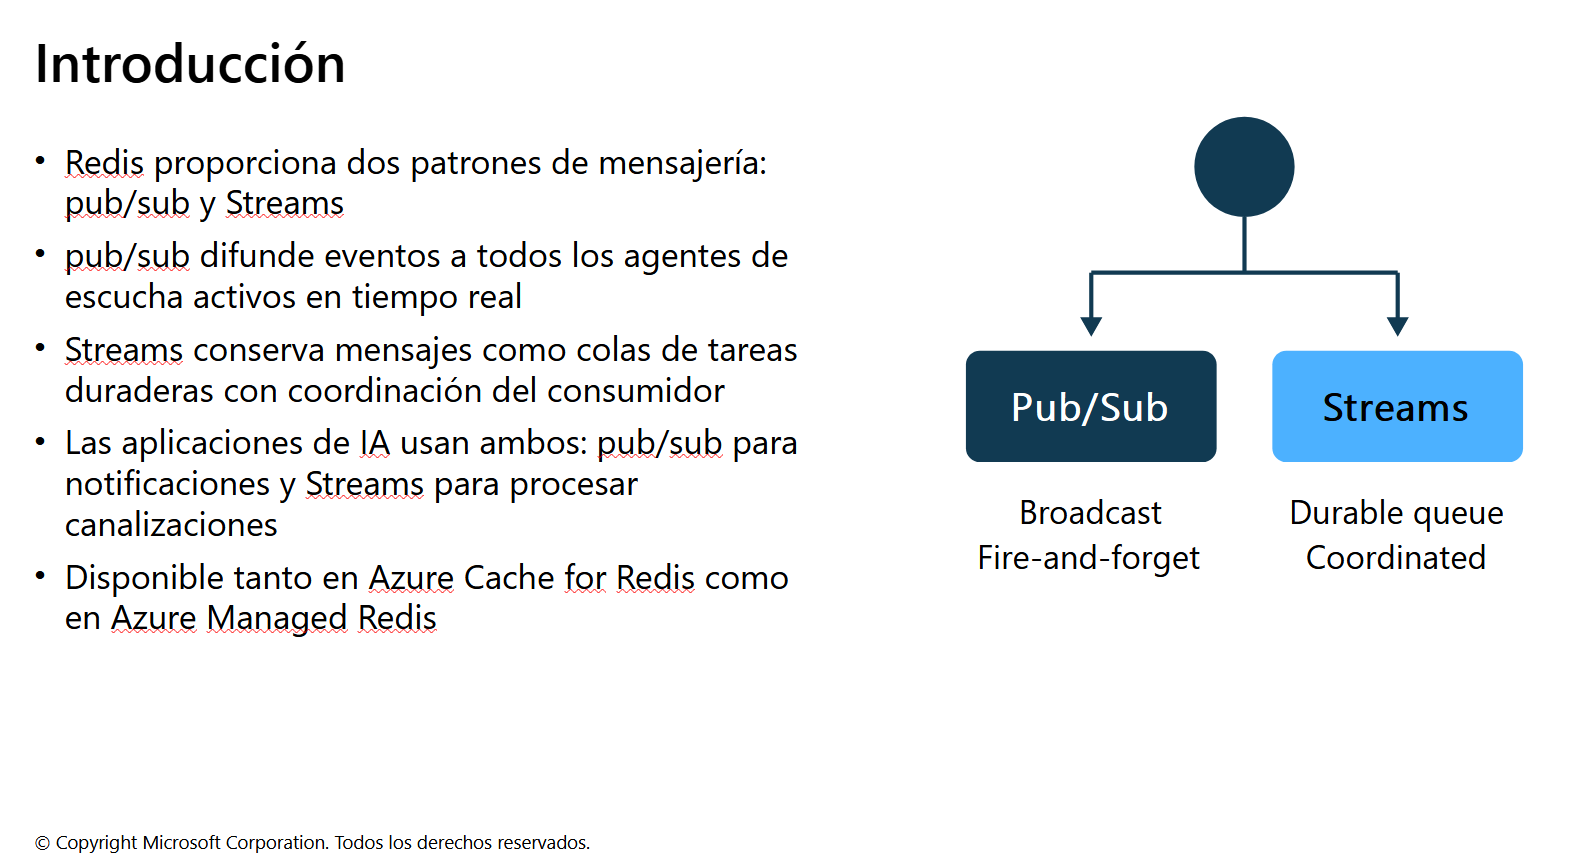 Introducción
• Redis proporciona dos patrones de mensajería:
pub/sub y Streams
• pub/sub difunde eventos a todos los agentes de
escucha activos en tiempo real
• Streams conserva mensajes como colas de tareas
duraderas con coordinación del consumidor
• Las aplicaciones de IA usan ambos: pub/sub para
notificaciones y Streams para procesar
canalizaciones
• Disponible tanto en Azure Cache for Redis como
en Azure Managed Redis
Pub/Sub
Broadcast
Fire-and-forget
Streams
Durable queue
Coordinated
© Copyright Microsoft Corporation. Todos los derechos reservados.